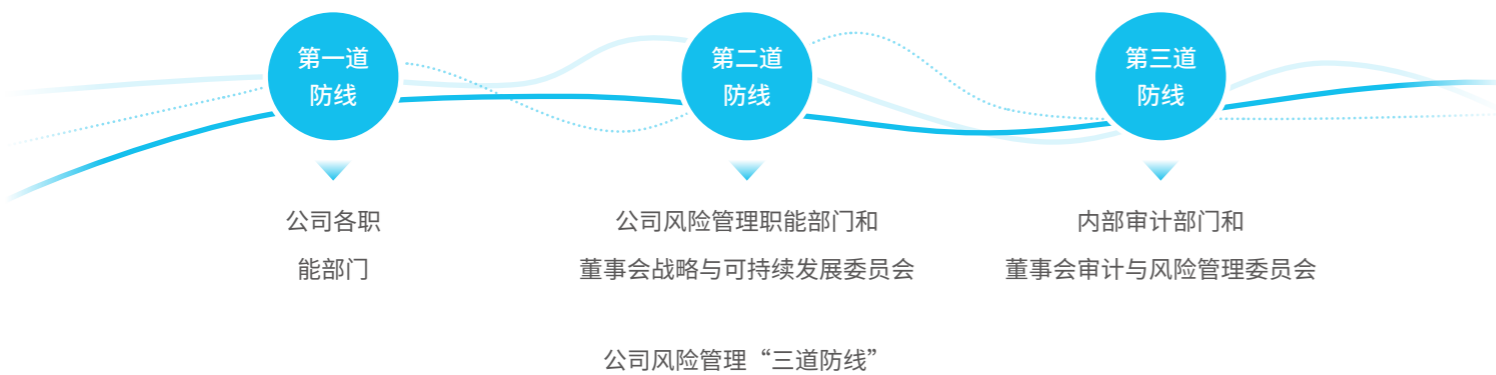 第一道
防线
第二道
防线
第三道
防线
公司各职
能部门
公司风险管理职能部门和
董事会战略与可持续发展委员会
内部审计部门和
董事会审计与风险管理委员会
公司风险管理“三道防线”